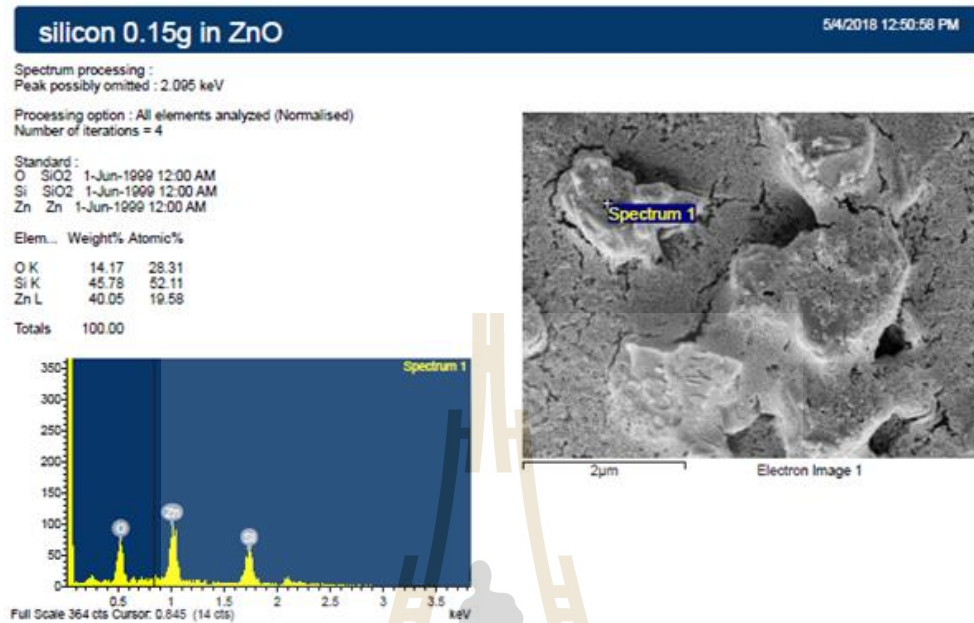 silicon 0.15g in ZnO
5/4/2018 12:50:58 PM
Spectrum processing :
Peak possibly omitted : 2.095 keV
Processing option : All elements analyzed (Normalised)
Number of iterations = 4
Standard :
O SiO2 1-Jun-1999 12:00 AM
Si SiO2 1-Jun-1999 12:00 AM
Zn Zn 1-Jun-1999 12:00 AM
Elem... Weight% Atomic%
O K 14.17 28.31
Si K 45.78 52.11
Zn L 40.05 19.58
Totals 100.00
Spectrum 1
2µm Electron Image 1
Spectrum 1
350
300
250
200
150
100
50
0
O Zn Si
0.5 1 1.5 2 2.5 3 3.5
Full Scale 364 cts Cursor: 0.845 (14 cts) keV